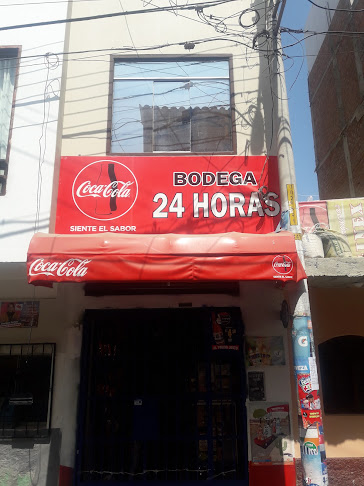 Coca-Cola
SIENTE EL SABOR
BODEGA
24 HORAS
Coca-Cola
Coca-Cola